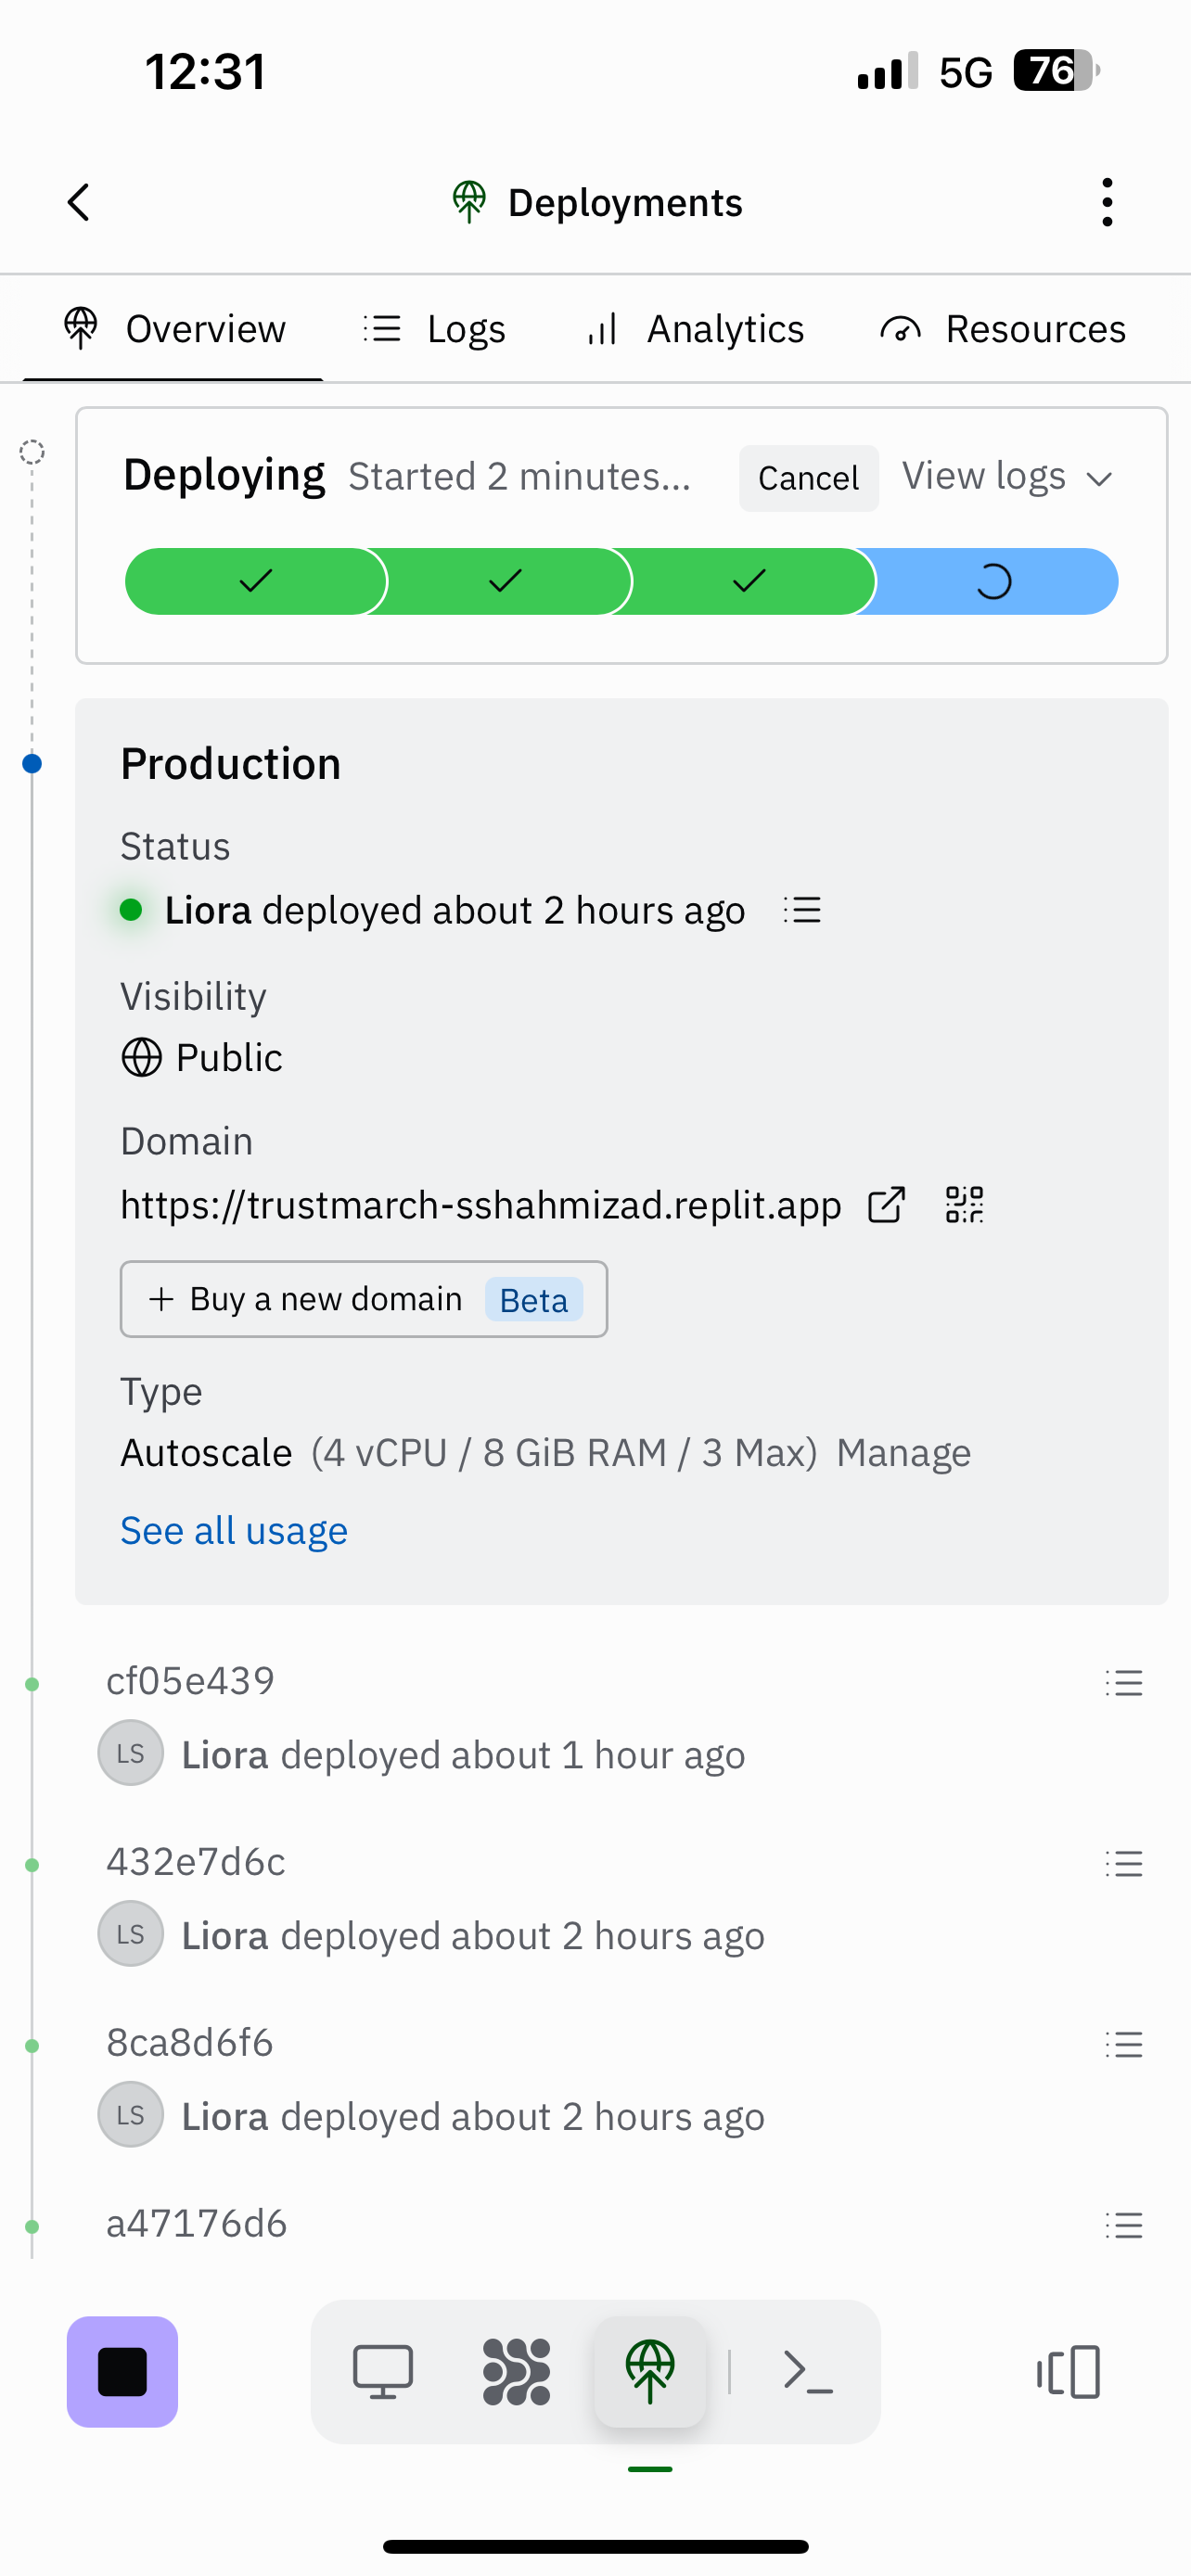 12:31 5G 76
Deployments
Overview Logs Analytics Resources
Deploying Started 2 minutes... Cancel View logs
Production
Status
Liora deployed about 2 hours ago
Visibility
Public
Domain
https://trustmarch-sshahmizad.replit.app
+ Buy a new domain Beta
Type
Autoscale (4 vCPU / 8 GiB RAM / 3 Max) Manage
See all usage
cf05e439
LS Liora deployed about 1 hour ago
432e7d6c
LS Liora deployed about 2 hours ago
8ca8d6f6
LS Liora deployed about 2 hours ago
a47176d6